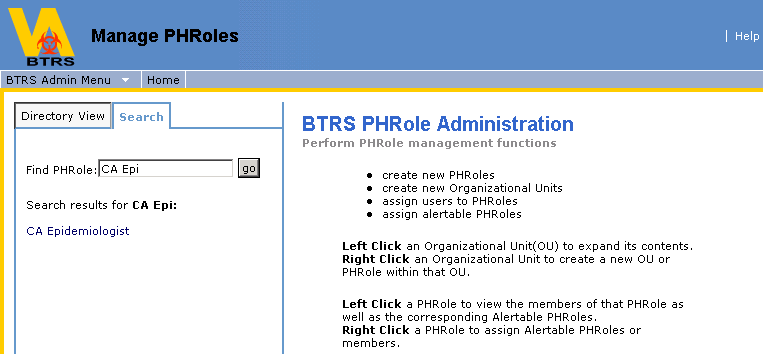 VA
BTRS
Manage PHRoles
| Help
BTRS Admin Menu
Home
Directory View
Search
Find PHRole:
CA Epi
go
Search results for CA Epi:
CA Epidemiologist
BTRS PHRole Administration
Perform PHRole management functions
• create new PHRoles
• create new Organizational Units
• assign users to PHRoles
• assign alertable PHRoles
Left Click an Organizational Unit(OU) to expand its contents.
Right Click an Organizational Unit to create a new OU or
PHRole within that OU.
Left Click a PHRole to view the members of that PHRole as
well as the corresponding Alertable PHRoles.
Right Click a PHRole to assign Alertable PHRoles or
members.